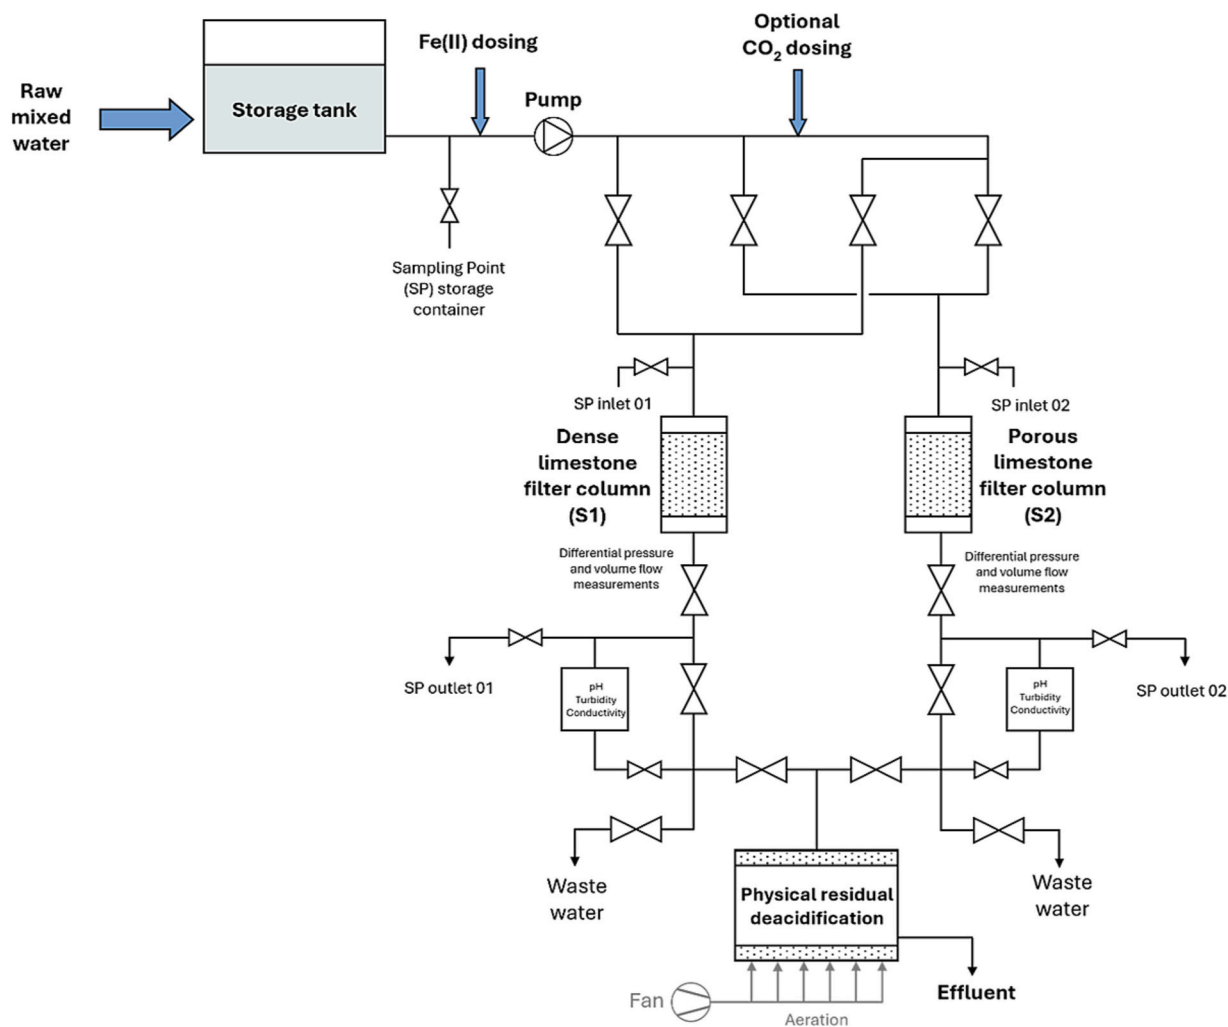 Raw
mixed
water
Storage tank
Fe(II) dosing
Pump
Optional
CO₂ dosing
Sampling Point
(SP) storage
container
SP inlet 01
SP inlet 02
Dense
limestone
filter column
(S1)
Porous
limestone
filter column
(S2)
Differential pressure
and volume flow
measurements
Differential pressure
and volume flow
measurements
SP outlet 01
pH
Turbidity
Conductivity
pH
Turbidity
Conductivity
SP outlet 02
Waste
water
Physical residual
deacidification
Waste
water
Effluent
Fan
Aeration